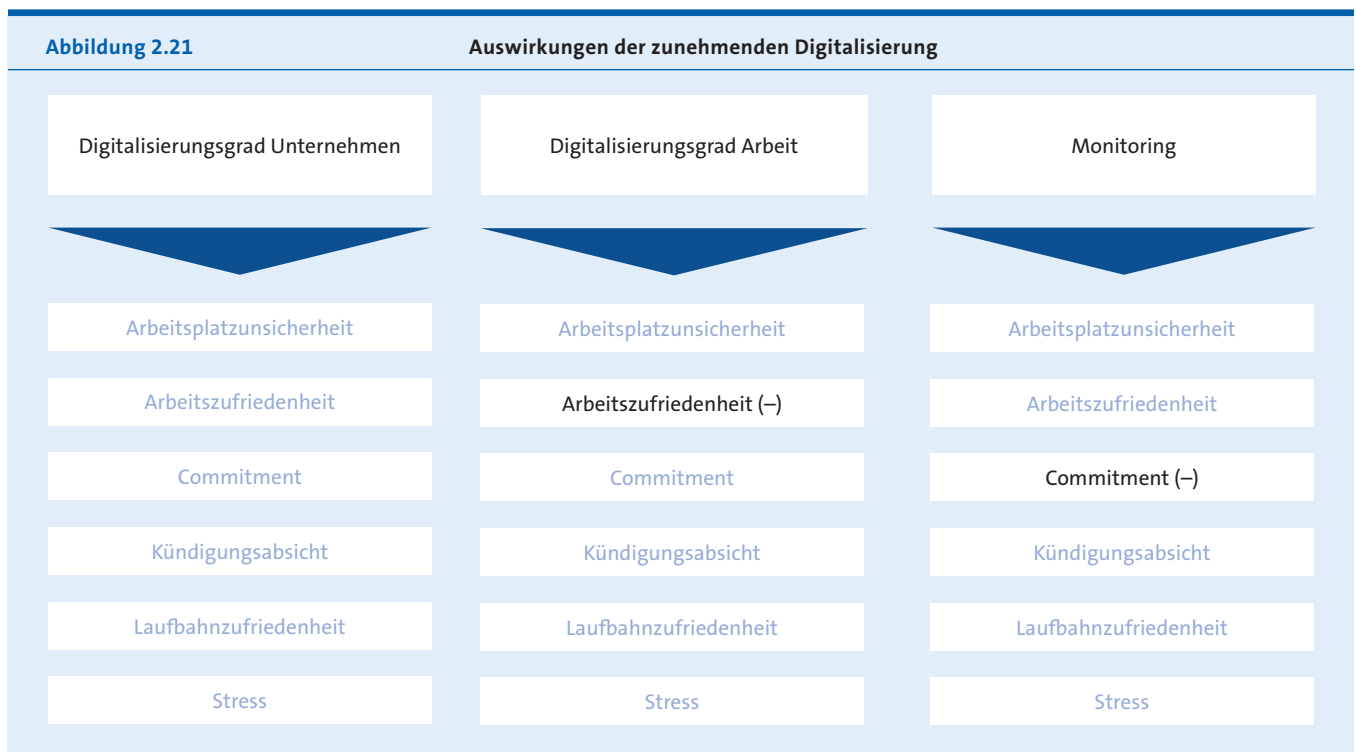 Abbildung 2.21
Auswirkungen der zunehmenden Digitalisierung
Digitalisierungsgrad Unternehmen
Digitalisierungsgrad Arbeit
Monitoring
Arbeitsplatzunsicherheit
Arbeitsplatzunsicherheit
Arbeitsplatzunsicherheit
Arbeitszufriedenheit
Arbeitszufriedenheit (–)
Arbeitszufriedenheit
Commitment
Commitment
Commitment (–)
Kündigungsabsicht
Kündigungsabsicht
Kündigungsabsicht
Laufbahnzufriedenheit
Laufbahnzufriedenheit
Laufbahnzufriedenheit
Stress
Stress
Stress